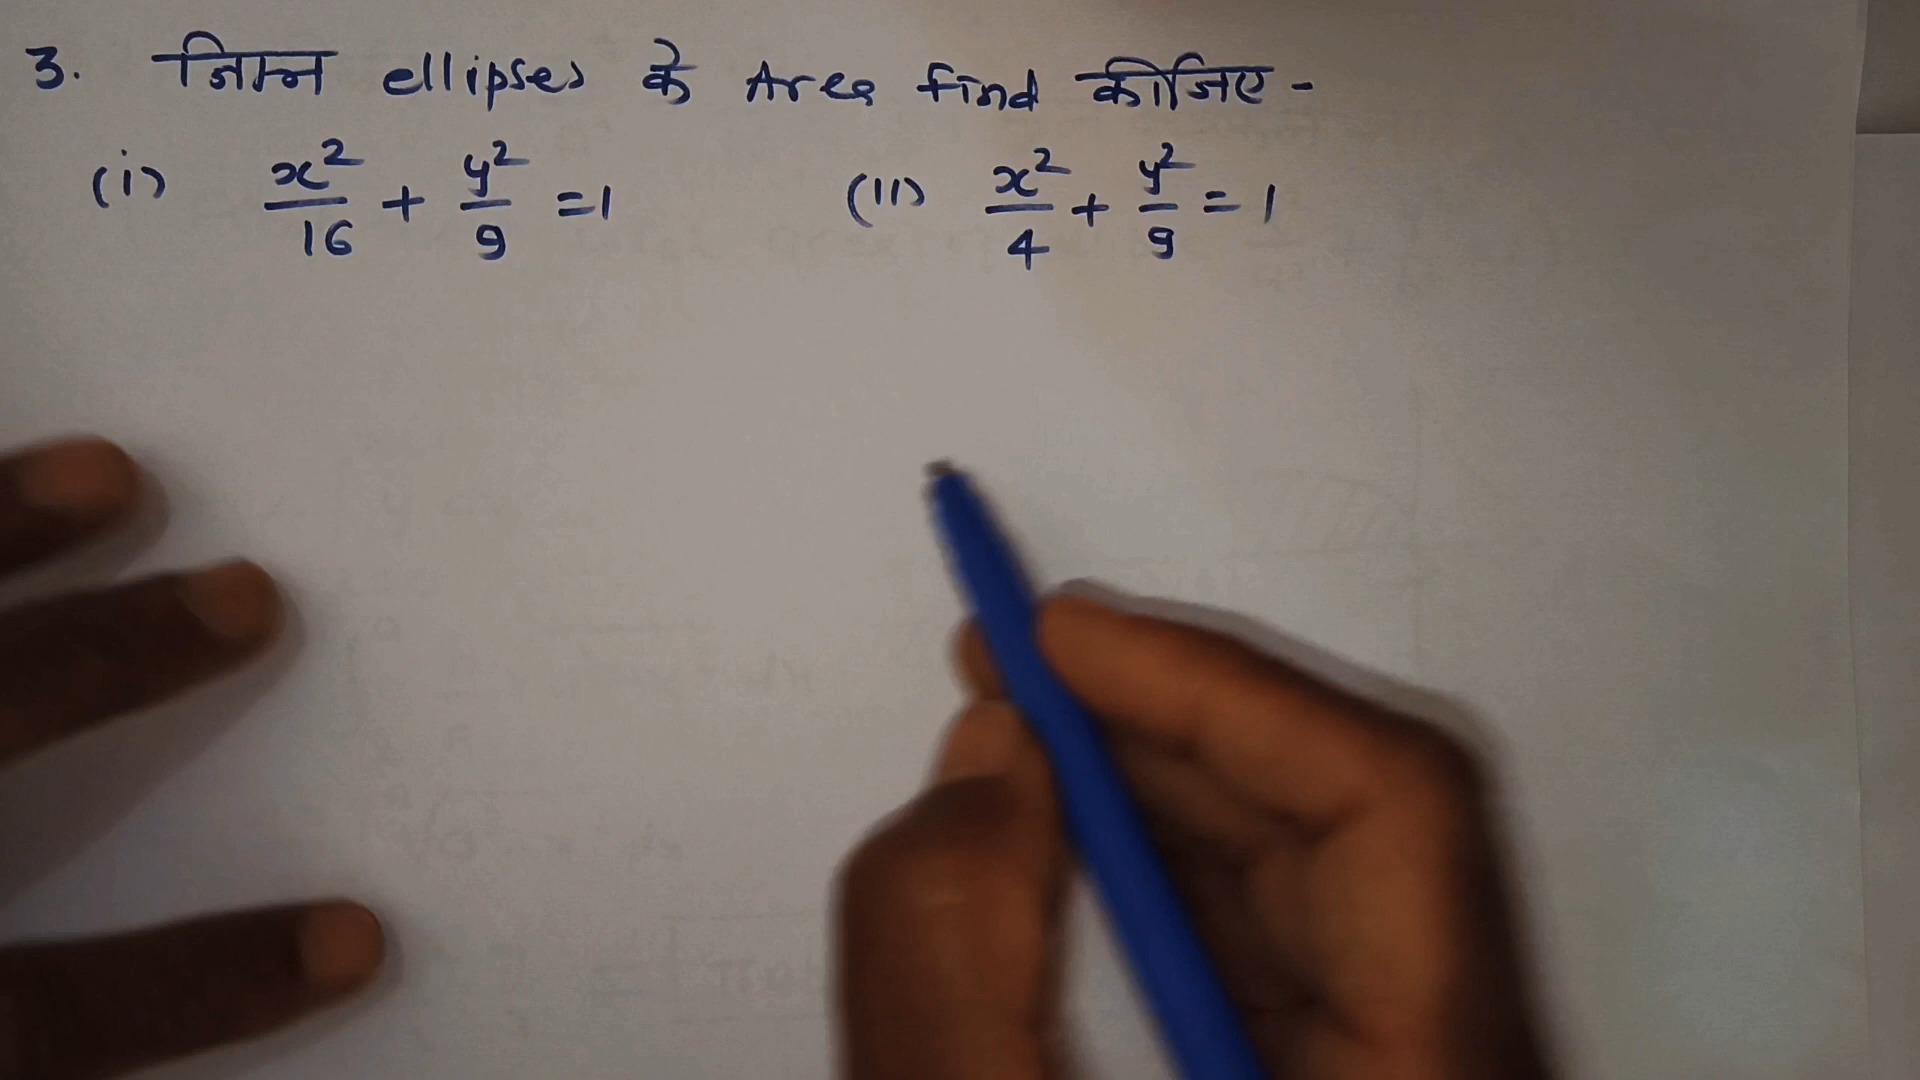 3. निम्न ellipses के Area find कीजिए -
(i) x²/16 + y²/9 = 1 (ii) x²/4 + y²/9 = 1